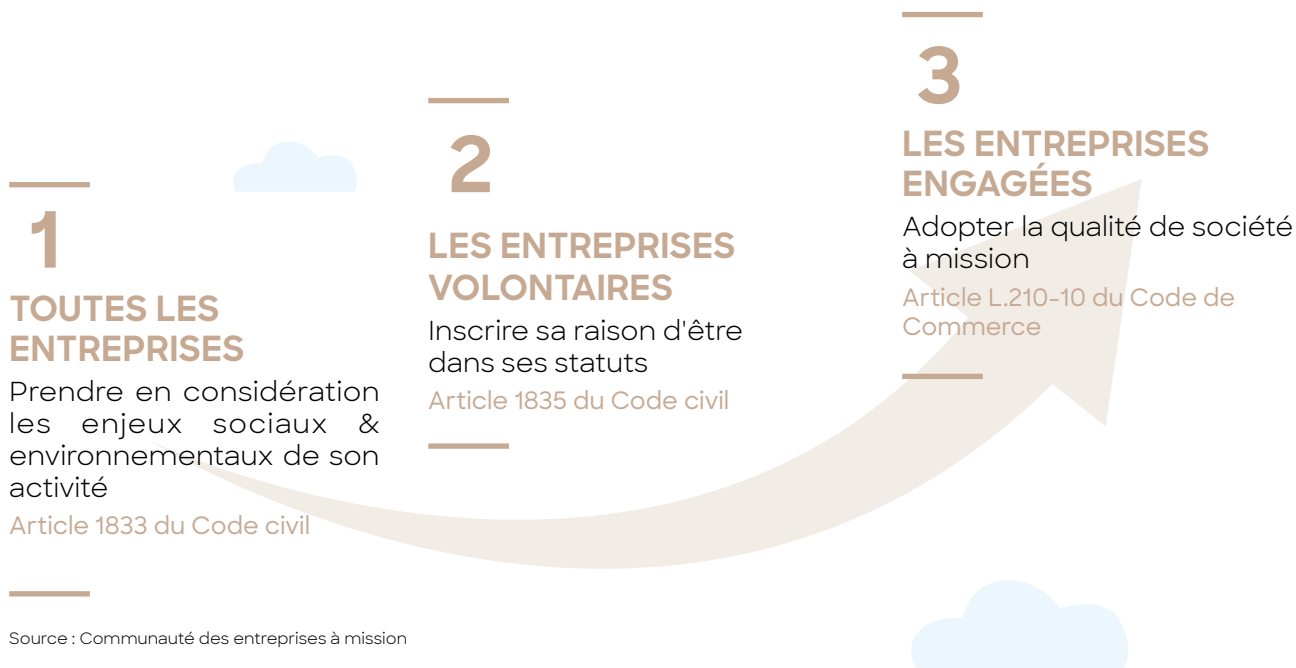 1
TOUTES LES
ENTREPRISES
Prendre en considération
les enjeux sociaux &
environnementaux de son
activité
Article 1833 du Code civil
2
LES ENTREPRISES
VOLONTAIRES
Inscrire sa raison d'être
dans ses statuts
Article 1835 du Code civil
3
LES ENTREPRISES
ENGAGÉES
Adopter la qualité de société
à mission
Article L.210-10 du Code de
Commerce
Source : Communauté des entreprises à mission